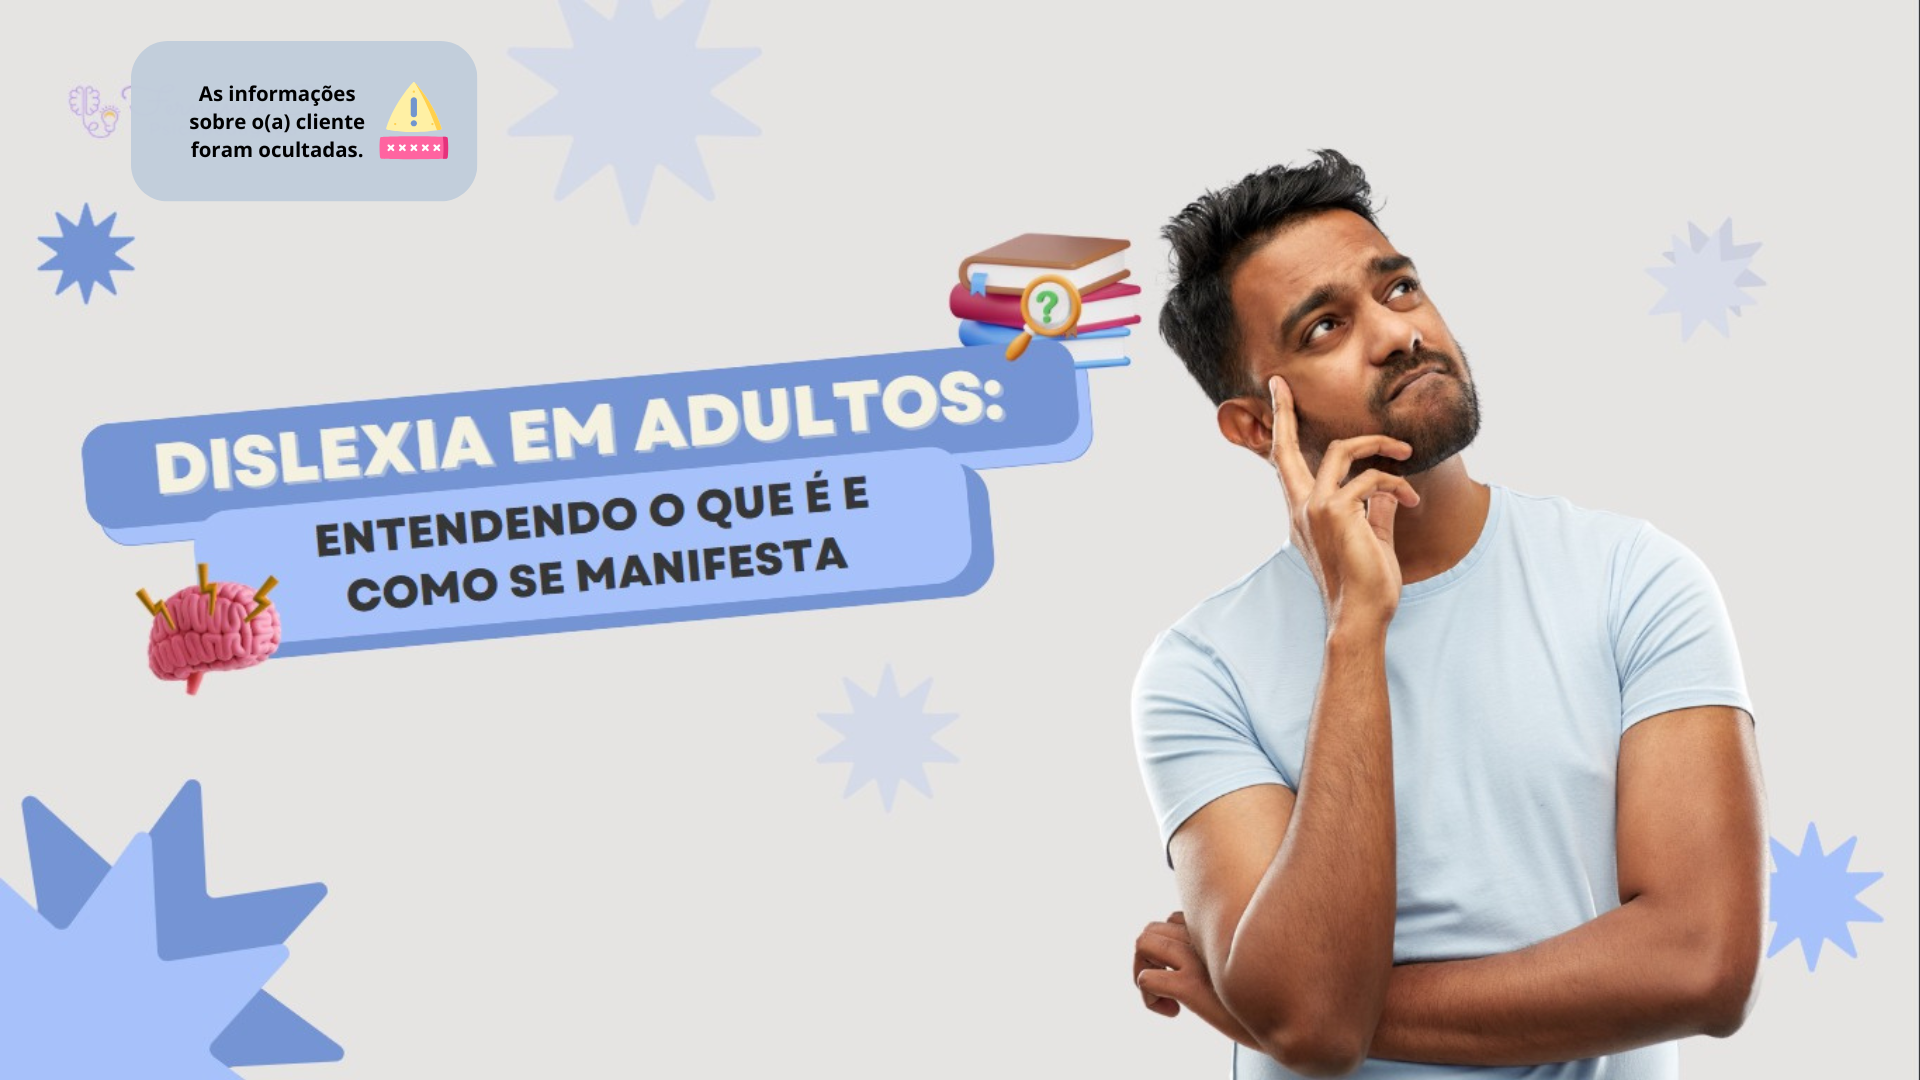 As informações
sobre o(a) cliente
foram ocultadas.
DISLEXIA EM ADULTOS:
ENTENDENDO O QUE É E
COMO SE MANIFESTA